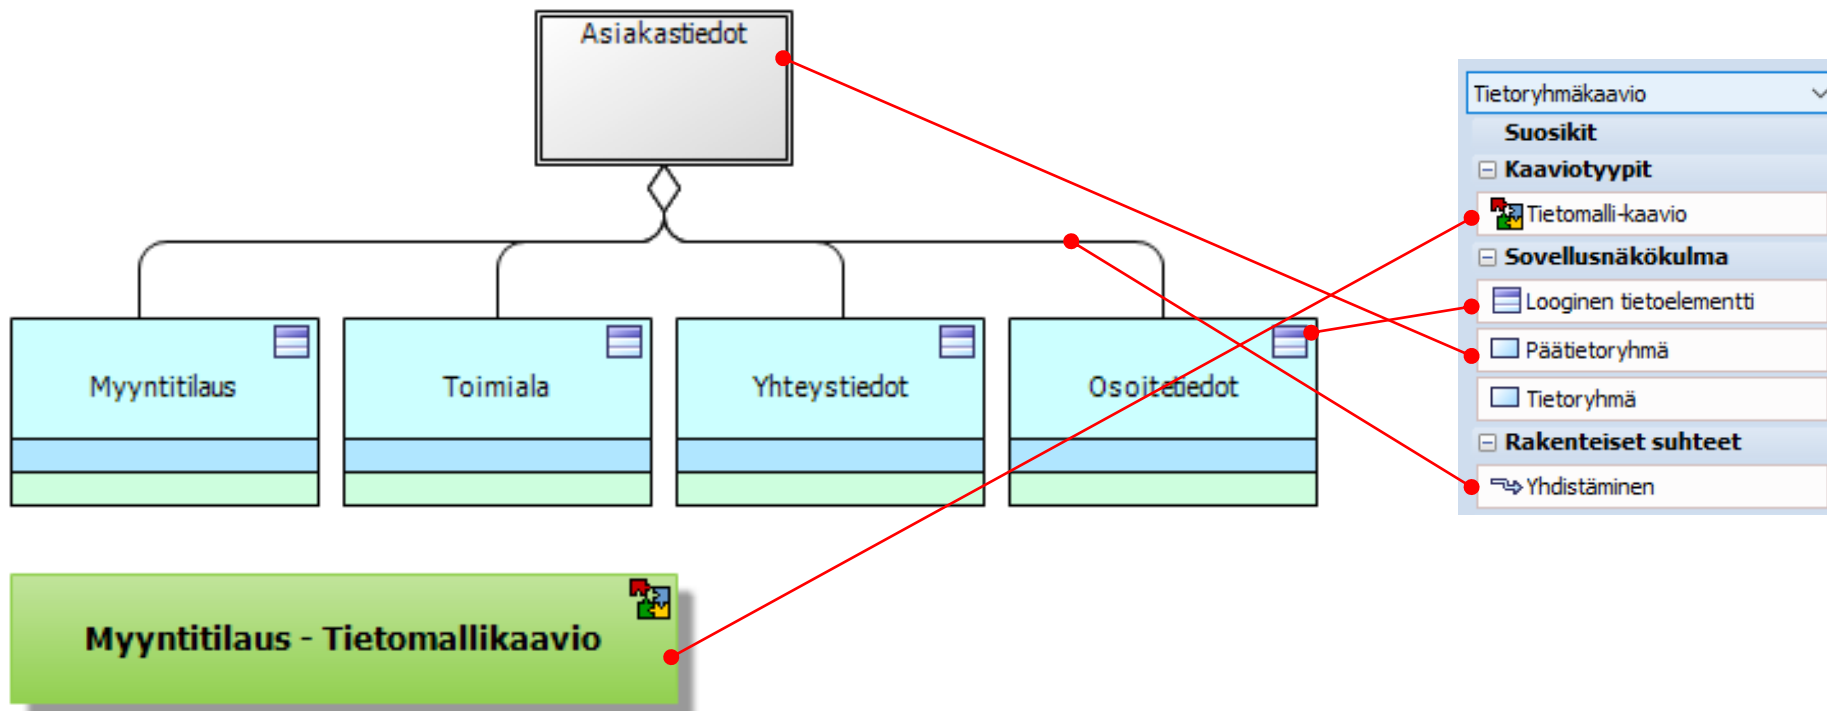 Asiakastiedot
Myyntitilaus
Toimiala
Yhteystiedot
Osoitetiedot
Myyntitilaus - Tietomallikaavio
Tietoryhmäkaavio
Suosikit
Kaaviotyypit
Tietomalli-kaavio
Sovellusnäkökulma
Looginen tietoelementti
Päätietoryhmä
Tietoryhmä
Rakenteiset suhteet
Yhdistäminen